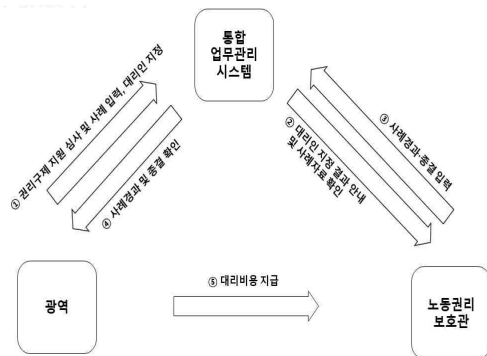 통합
업무관리
시스템
① 권리구제 지원 심사 및 사례 입력, 대리인 지정
④ 사례경과 및 종결 확인
② 대리인 지정 결과 안내
및 사례자료 확인
③ 사례경과·종결 입력
광역
⑤ 대리비용 지급
노동권리
보호관